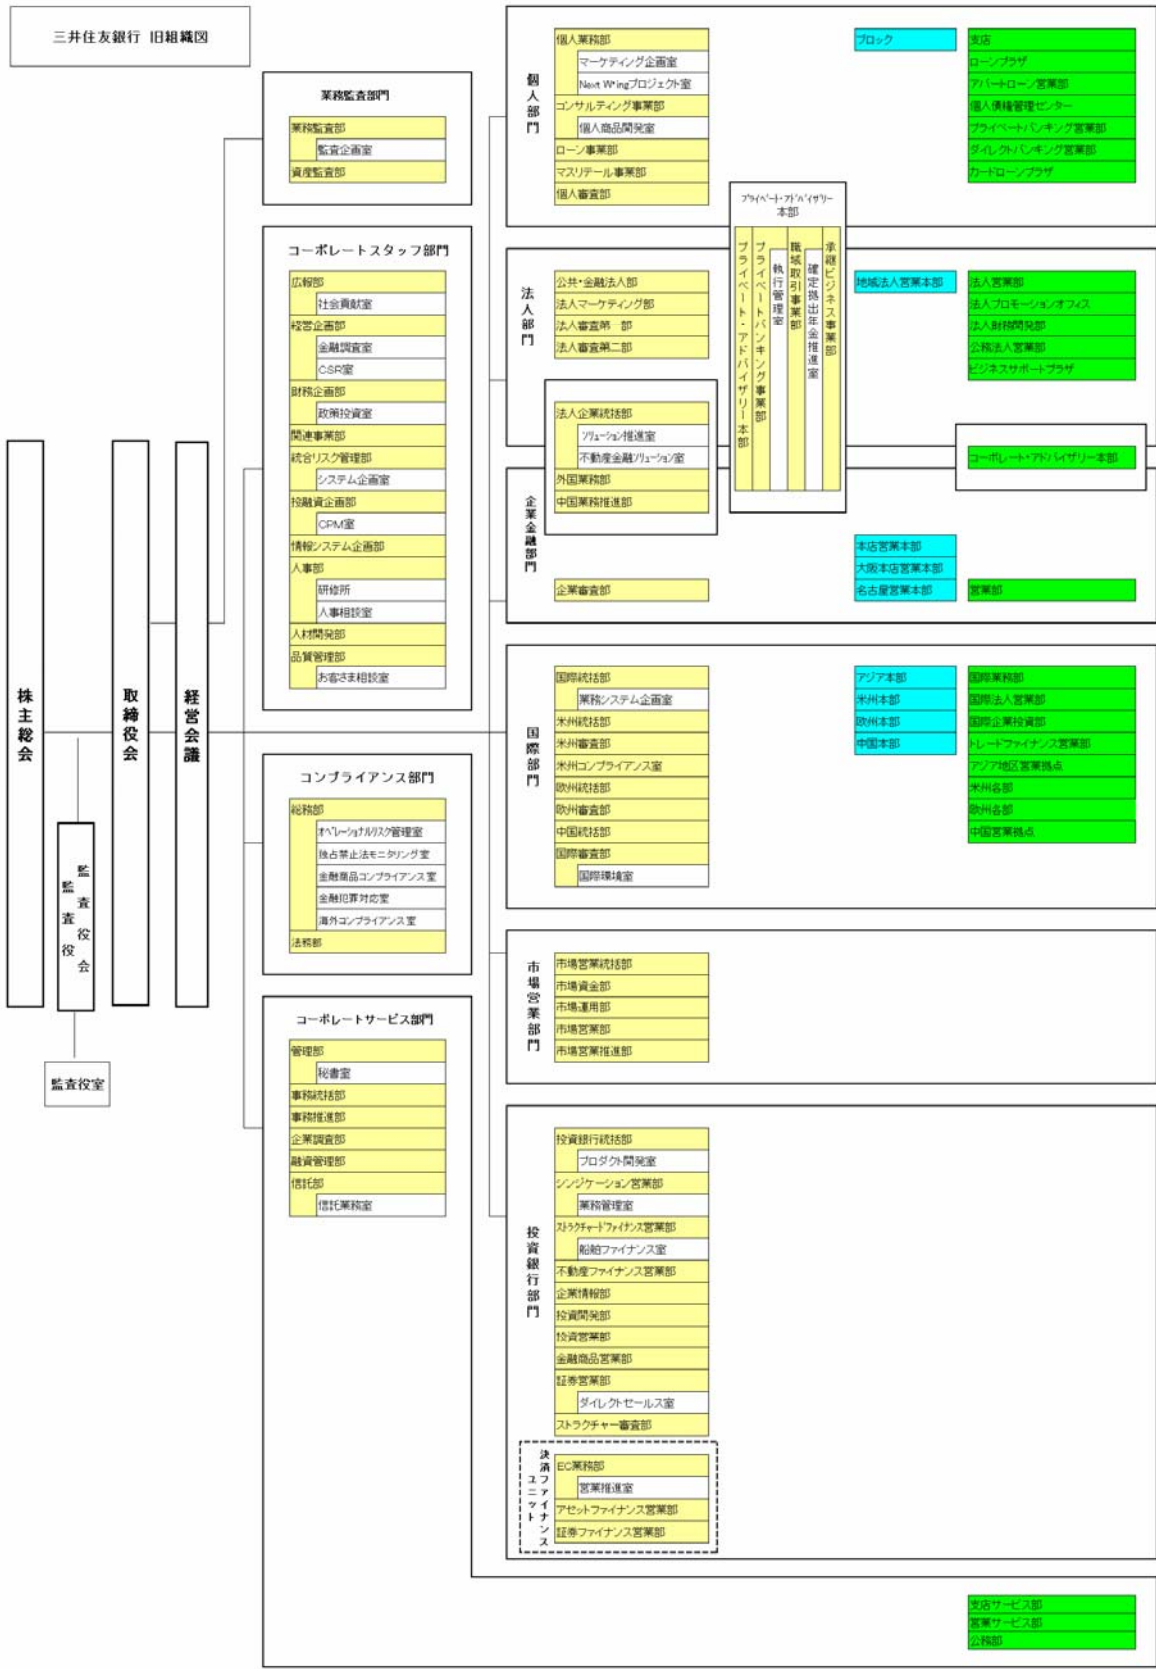 三井住友銀行 旧組織図
株主総会
監査役会
監査役
監査役室
取締役会
経営会議
業務監査部門
業務監査部
監査企画室
資産監査部
コーポレートスタッフ部門
広報部
社会貢献室
経営企画部
金融調査室
CSR室
財務企画部
政策投資室
関連事業部
統合リスク管理部
システム企画室
投融資企画部
CPM室
情報システム企画部
人事部
研修所
人事相談室
人材開発部
品質管理部
お客さま相談室
コンプライアンス部門
総務部
オペレーショナルリスク管理室
独占禁止法モニタリング室
金融商品コンプライアンス室
金融犯罪対応室
海外コンプライアンス室
法務部
コーポレートサービス部門
管理部
秘書室
事務統括部
事務推進部
企業調査部
融資管理部
信託部
信託業務室
個人部門
個人業務部
マーケティング企画室
Next W*ingプロジェクト室
コンサルティング事業部
個人商品開発室
ローン事業部
マスリテール事業部
個人審査部
ブロック
支店
ローンプラザ
アパートローン営業部
個人債権管理センター
プライベートバンキング営業部
ダイレクトバンキング営業部
カードローンプラザ
プライベート・アドバイザリー
本部
プライベート・アドバイザリー本部
プライベートバンキング事業部
執行管理室
職域取引事業部
確定拠出年金推進室
承継ビジネス事業部
法人部門
公共・金融法人部
法人マーケティング部
法人審査第一部
法人審査第二部
地域法人営業本部
法人営業部
法人プロモーションオフィス
法人財務開発部
公務法人営業部
ビジネスサポートプラザ
法人企業統括部
ソリューション推進室
不動産金融ソリューション室
外国業務部
中国業務推進部
コーポレート・アドバイザリー本部
企業金融部門
企業審査部
本店営業本部
大阪本店営業本部
名古屋営業本部
営業部
国際部門
国際統括部
業務システム企画室
米州統括部
米州審査部
米州コンプライアンス室
欧州統括部
欧州審査部
中国統括部
国際審査部
国際環境室
アジア本部
米州本部
欧州本部
中国本部
国際業務部
国際法人営業部
国際企業投資部
トレードファイナンス営業部
アジア地区営業拠点
米州各部
欧州各部
中国営業拠点
市場営業部門
市場営業統括部
市場資金部
市場運用部
市場営業部
市場営業推進部
投資銀行部門
投資銀行統括部
プロダクト開発室
シンジケーション営業部
業務管理室
ストラクチャードファイナンス営業部
船舶ファイナンス室
不動産ファイナンス営業部
企業情報部
投資開発部
投資営業部
金融商品営業部
証券営業部
ダイレクトセールス室
ストラクチャー審査部
決済ファイナンス
ユニット
EC業務部
営業推進室
アセットファイナンス営業部
証券ファイナンス営業部
支店サービス部
営業サービス部
公務部